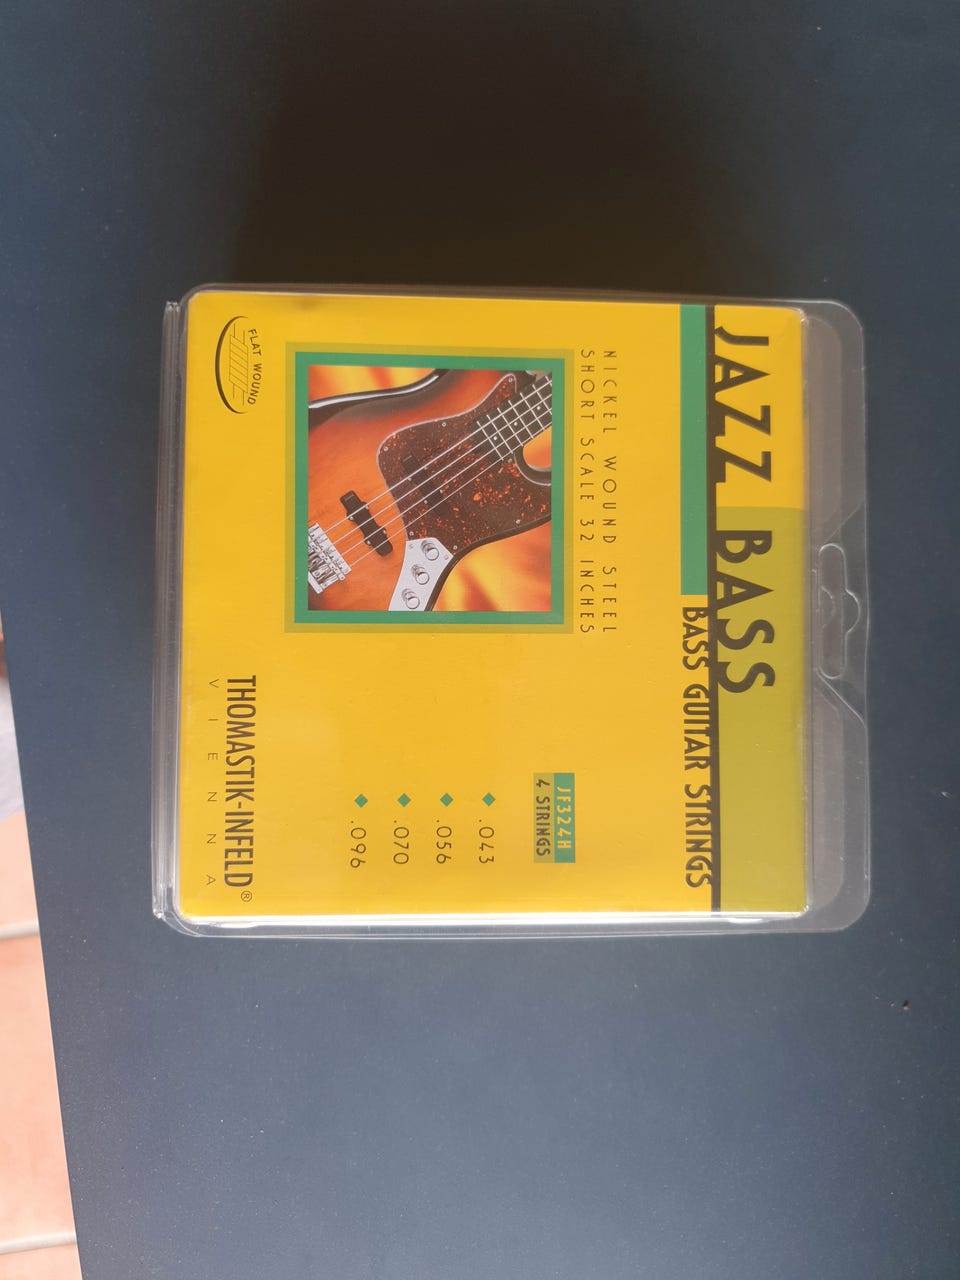 JAZZ BASS
BASS GUITAR STRINGS
NICKEL WOUND STEEL
SHORT SCALE 32 INCHES
JF324H
4 STRINGS
.043
.056
.070
.096
FLAT WOUND
THOMASTIK-INFELD®
VIENNA